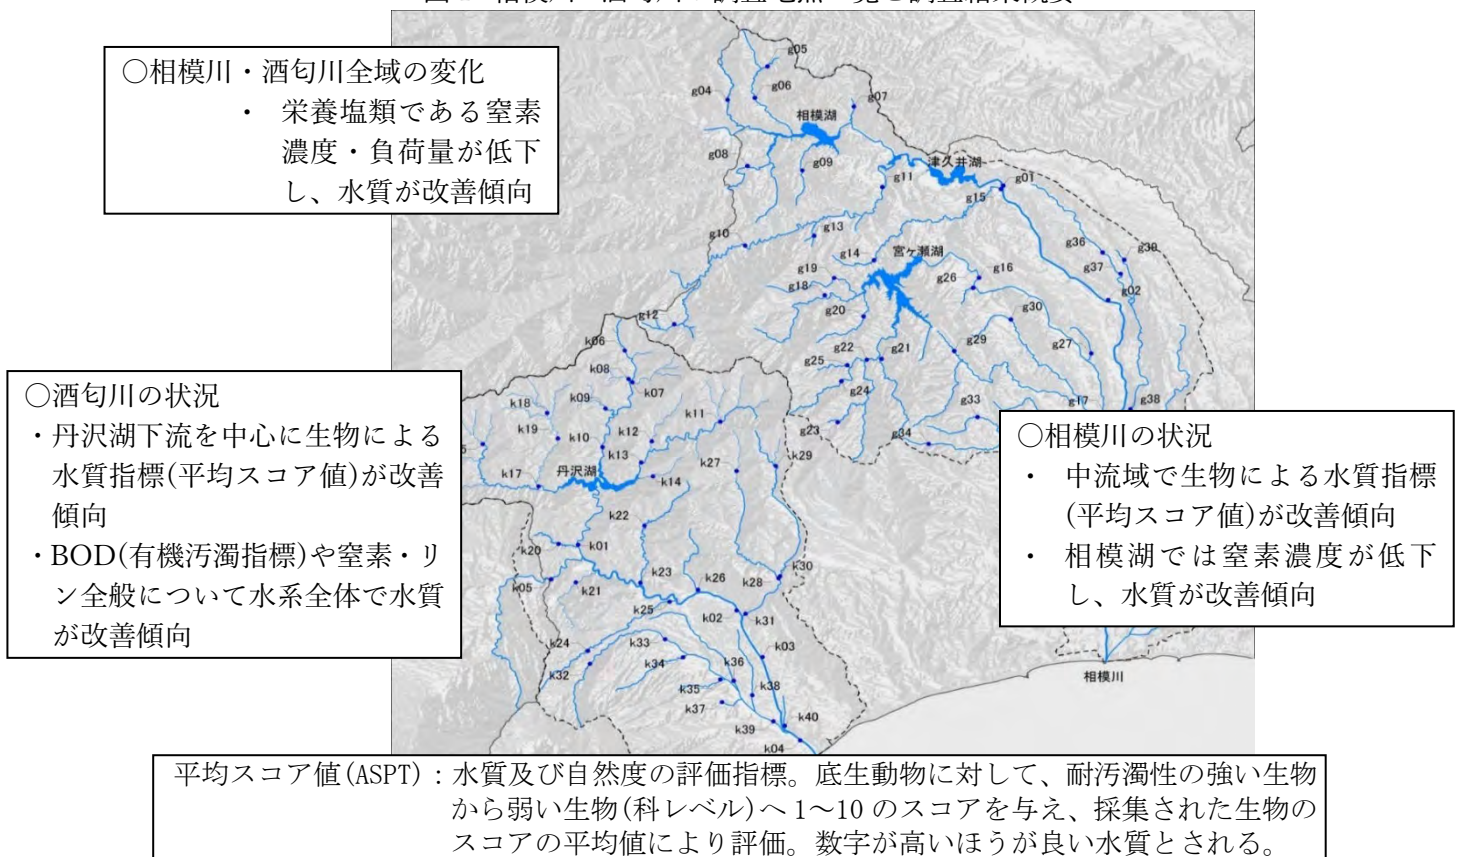 ○相模川・酒匂川全域の変化
・ 栄養塩類である窒素
濃度・負荷量が低下
し、水質が改善傾向
g05
g04
g06
g07
相模湖
g08
g09
g11
津久井湖
g01
g15
g10
g13
g14
宮ヶ瀬湖
g36
g39
g37
g19
g18
g26
g16
g02
g20
g30
g12
g22
g21
g29
g27
g25
g24
g33
g17
g38
g23
g34
k06
k08
k07
k09
k18
k11
k19
k10
k12
k13
k27
k29
k17
丹沢湖
k14
k22
○酒匂川の状況
・丹沢湖下流を中心に生物による
水質指標(平均スコア値)が改善
傾向
・BOD(有機汚濁指標)や窒素・リ
ン全般について水系全体で水質
が改善傾向
○相模川の状況
・ 中流域で生物による水質指標
(平均スコア値)が改善傾向
・ 相模湖では窒素濃度が低下
し、水質が改善傾向
k20
k01
k05
k21
k23
k26
k28
k30
k25
k02
k31
k24
k33
k03
k32
k34
k36
k35
k38
k37
k39
k40
k04
相模川
平均スコア値(ASPT)：水質及び自然度の評価指標。底生動物に対して、耐汚濁性の強い生物
から弱い生物(科レベル)へ 1～10 のスコアを与え、採集された生物の
スコアの平均値により評価。数字が高いほうが良い水質とされる。